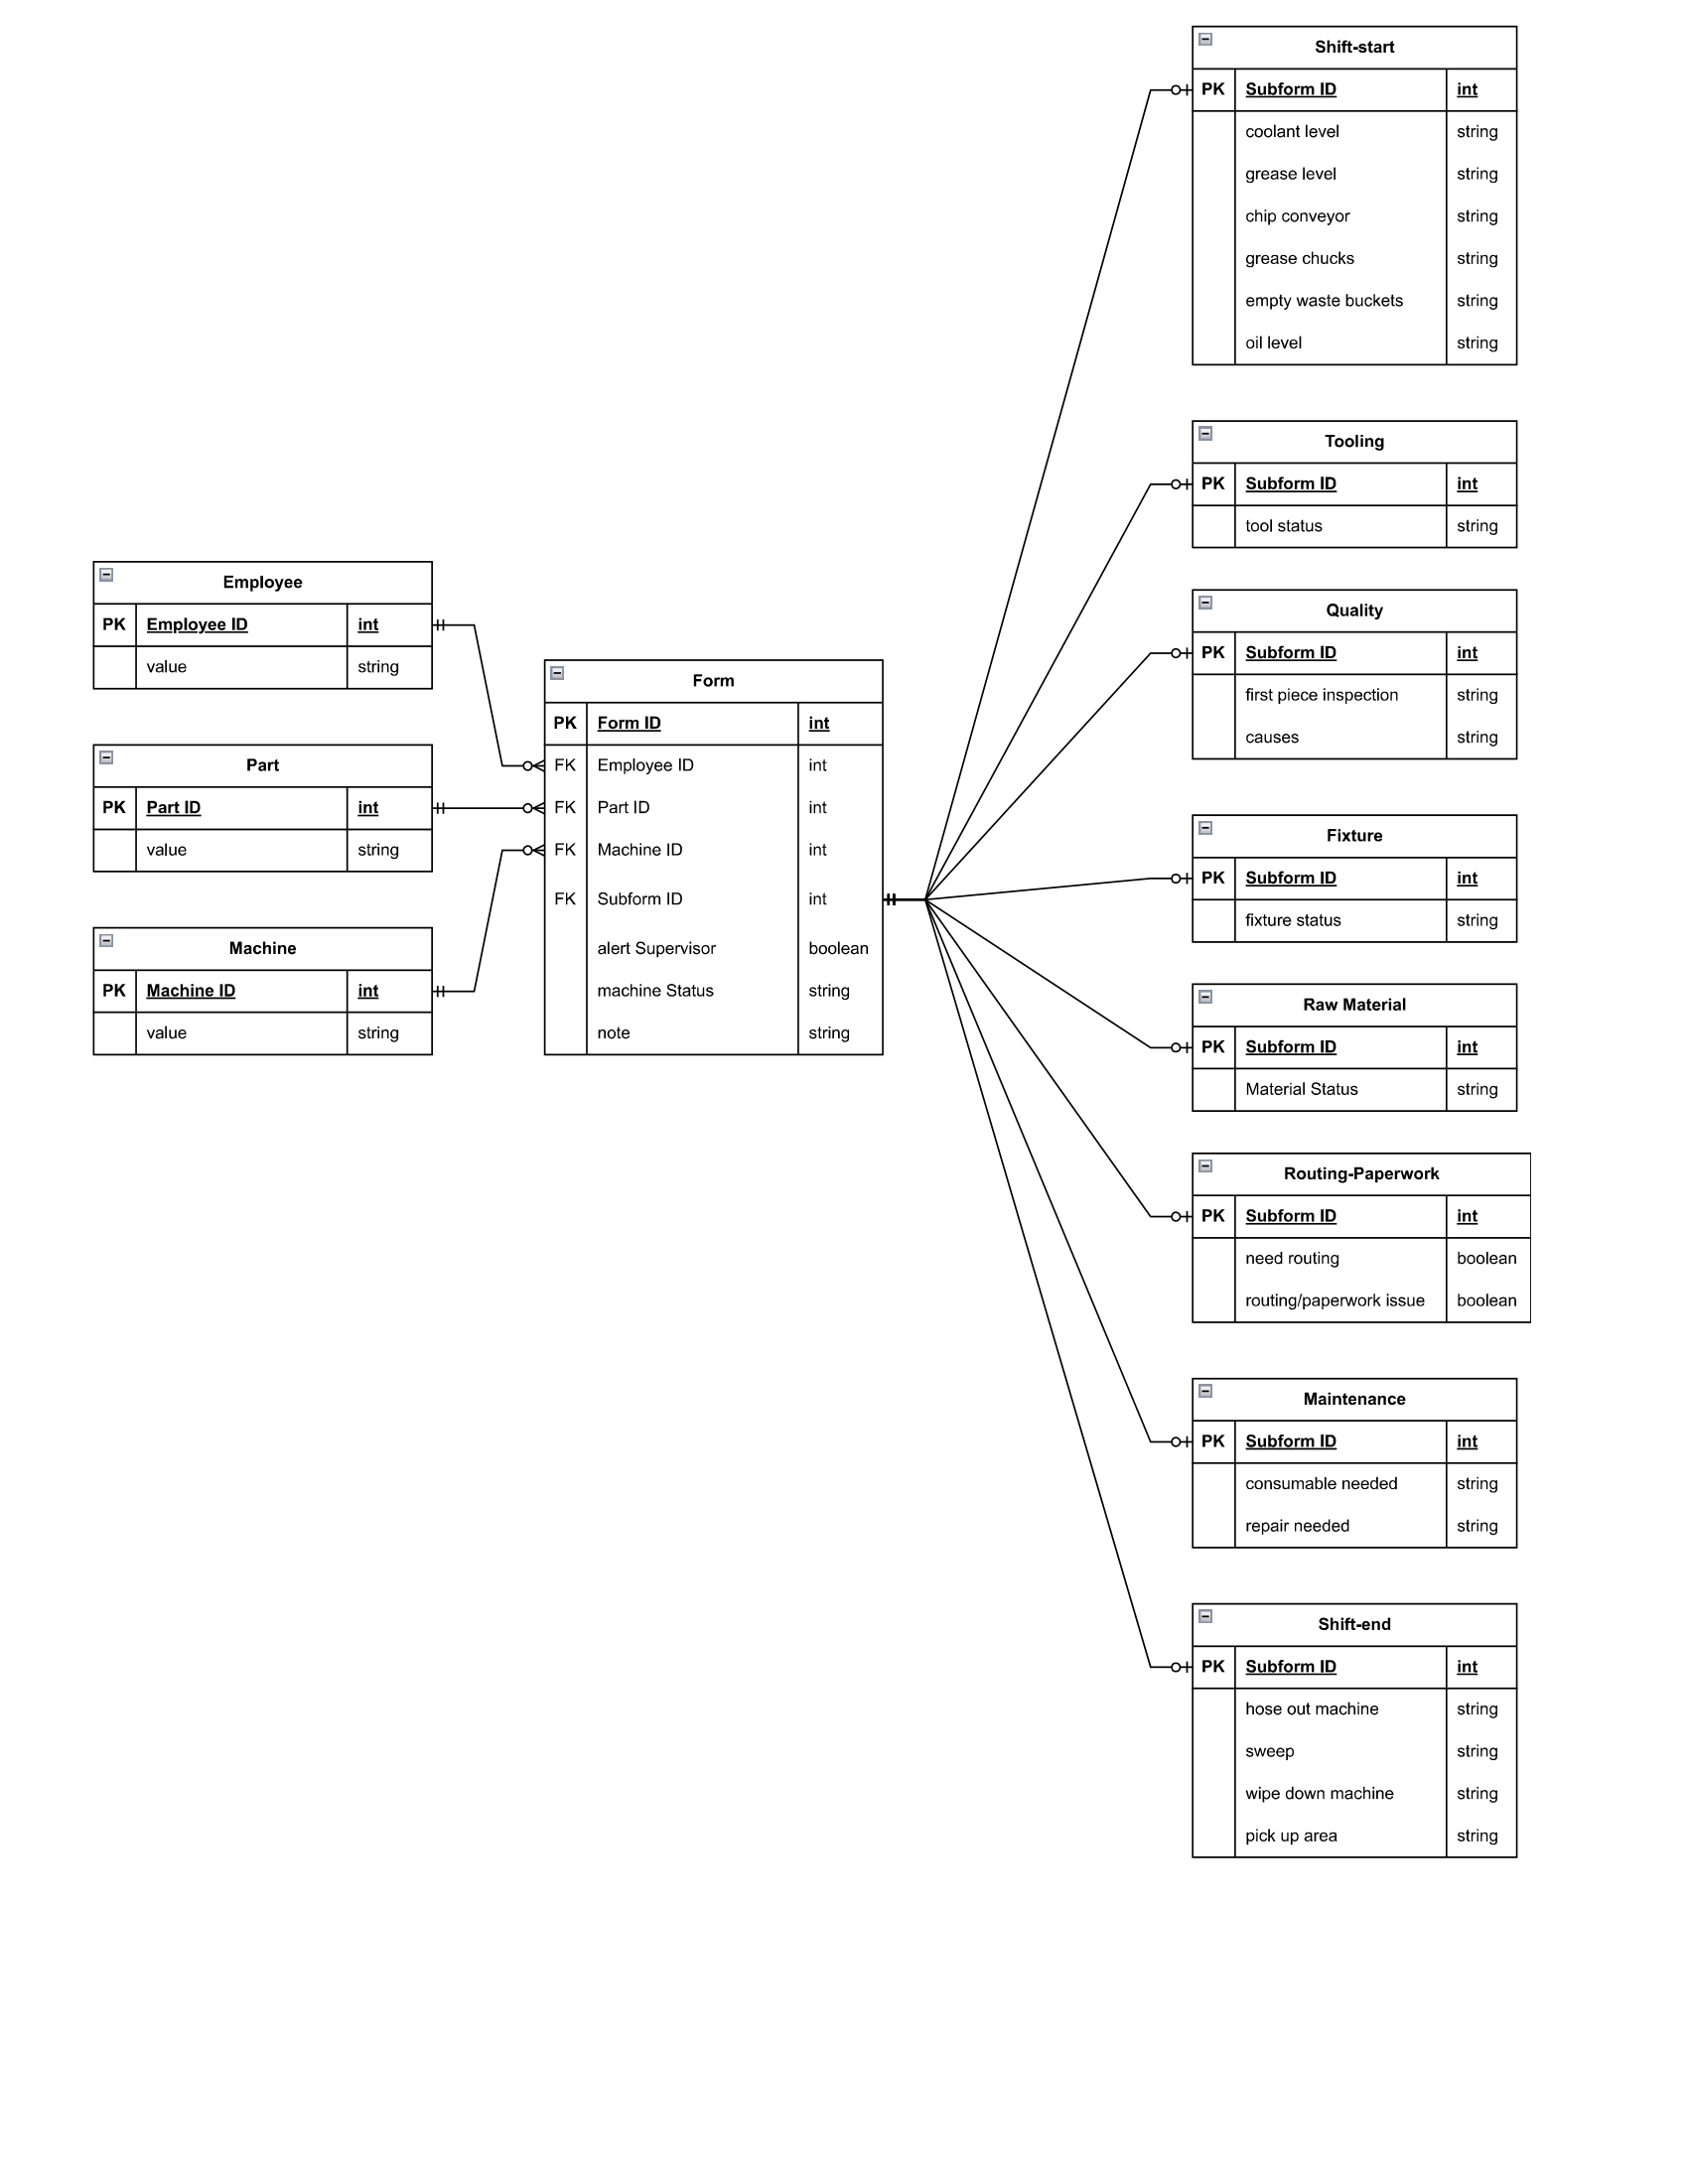 Shift-start
PK Subform ID int
coolant level string
grease level string
chip conveyor string
grease chucks string
empty waste buckets string
oil level string
Tooling
PK Subform ID int
tool status string
Quality
PK Subform ID int
first piece inspection string
causes string
Employee
PK Employee ID int
value string
Part
PK Part ID int
value string
Machine
PK Machine ID int
value string
Form
PK Form ID int
FK Employee ID int
FK Part ID int
FK Machine ID int
FK Subform ID int
alert Supervisor boolean
machine Status string
note string
Fixture
PK Subform ID int
fixture status string
Raw Material
PK Subform ID int
Material Status string
Routing-Paperwork
PK Subform ID int
need routing boolean
routing/paperwork issue boolean
Maintenance
PK Subform ID int
consumable needed string
repair needed string
Shift-end
PK Subform ID int
hose out machine string
sweep string
wipe down machine string
pick up area string